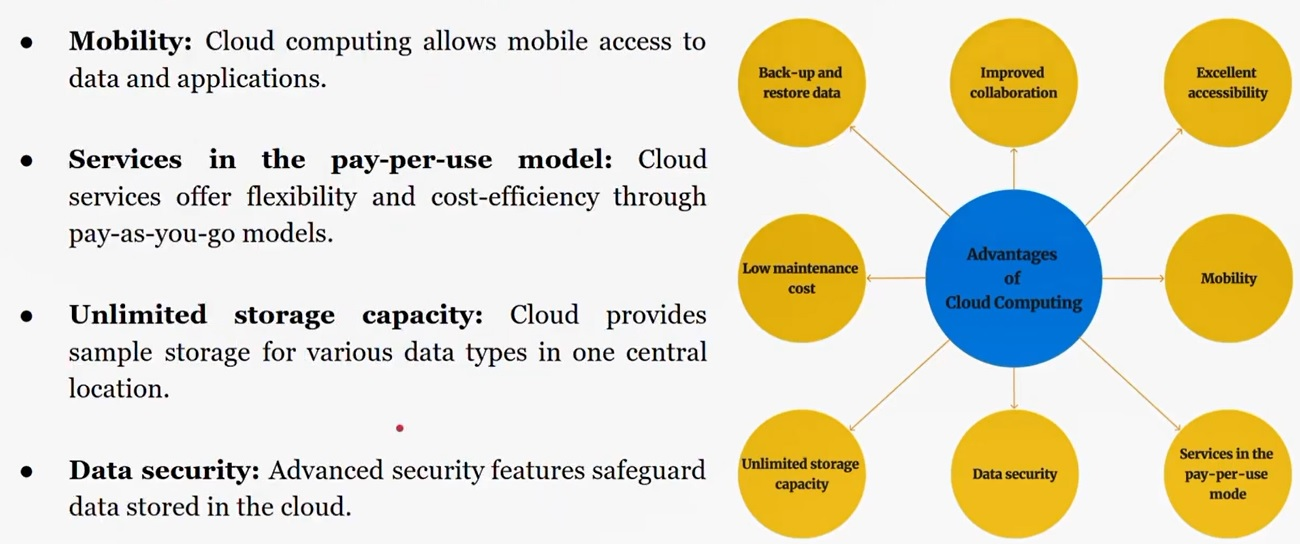 ● Mobility: Cloud computing allows mobile access to
data and applications.
● Services in the pay-per-use model: Cloud
services offer flexibility and cost-efficiency through
pay-as-you-go models.
● Unlimited storage capacity: Cloud provides
sample storage for various data types in one central
location.
● Data security: Advanced security features safeguard
data stored in the cloud.
Back-up and
restore data
Improved
collaboration
Excellent
accessibility
Low maintenance
cost
Advantages
of
Cloud Computing
Mobility
Unlimited storage
capacity
Data security
Services in the
pay-per-use
mode